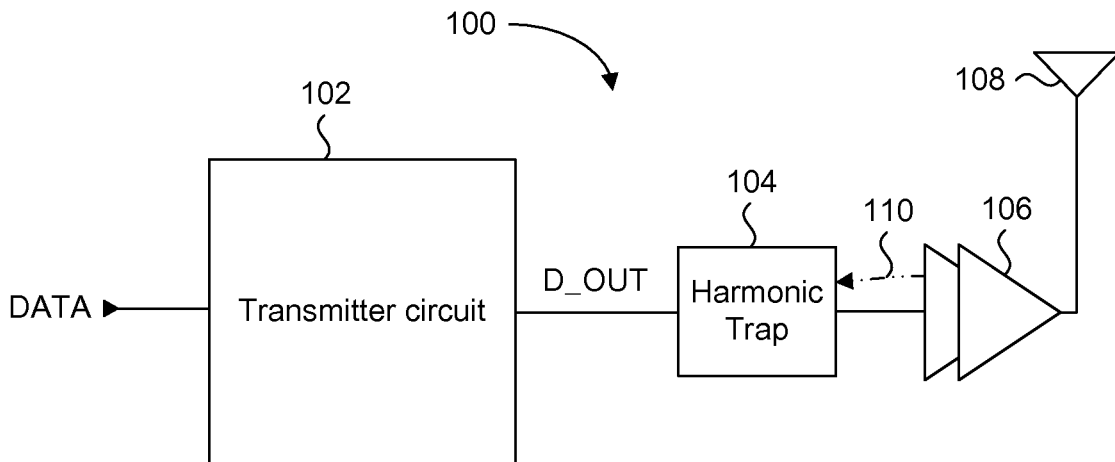 100
108
102
104
110
106
DATA
Transmitter circuit
D_OUT
Harmonic
Trap